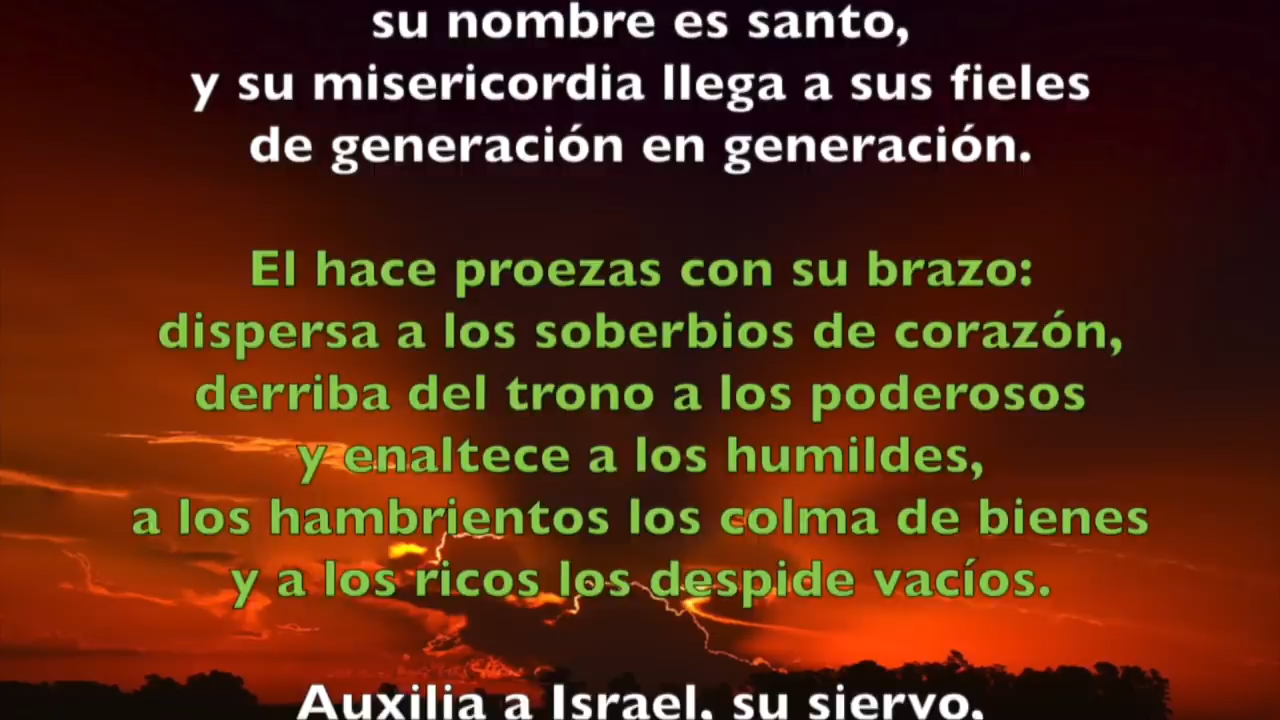 su nombre es santo,
y su misericordia llega a sus fieles
de generación en generación.
El hace proezas con su brazo:
dispersa a los soberbios de corazón,
derriba del trono a los poderosos
y enaltece a los humildes,
a los hambrientos los colma de bienes
y a los ricos los despide vacíos.
Auxilia a Israel, su siervo,